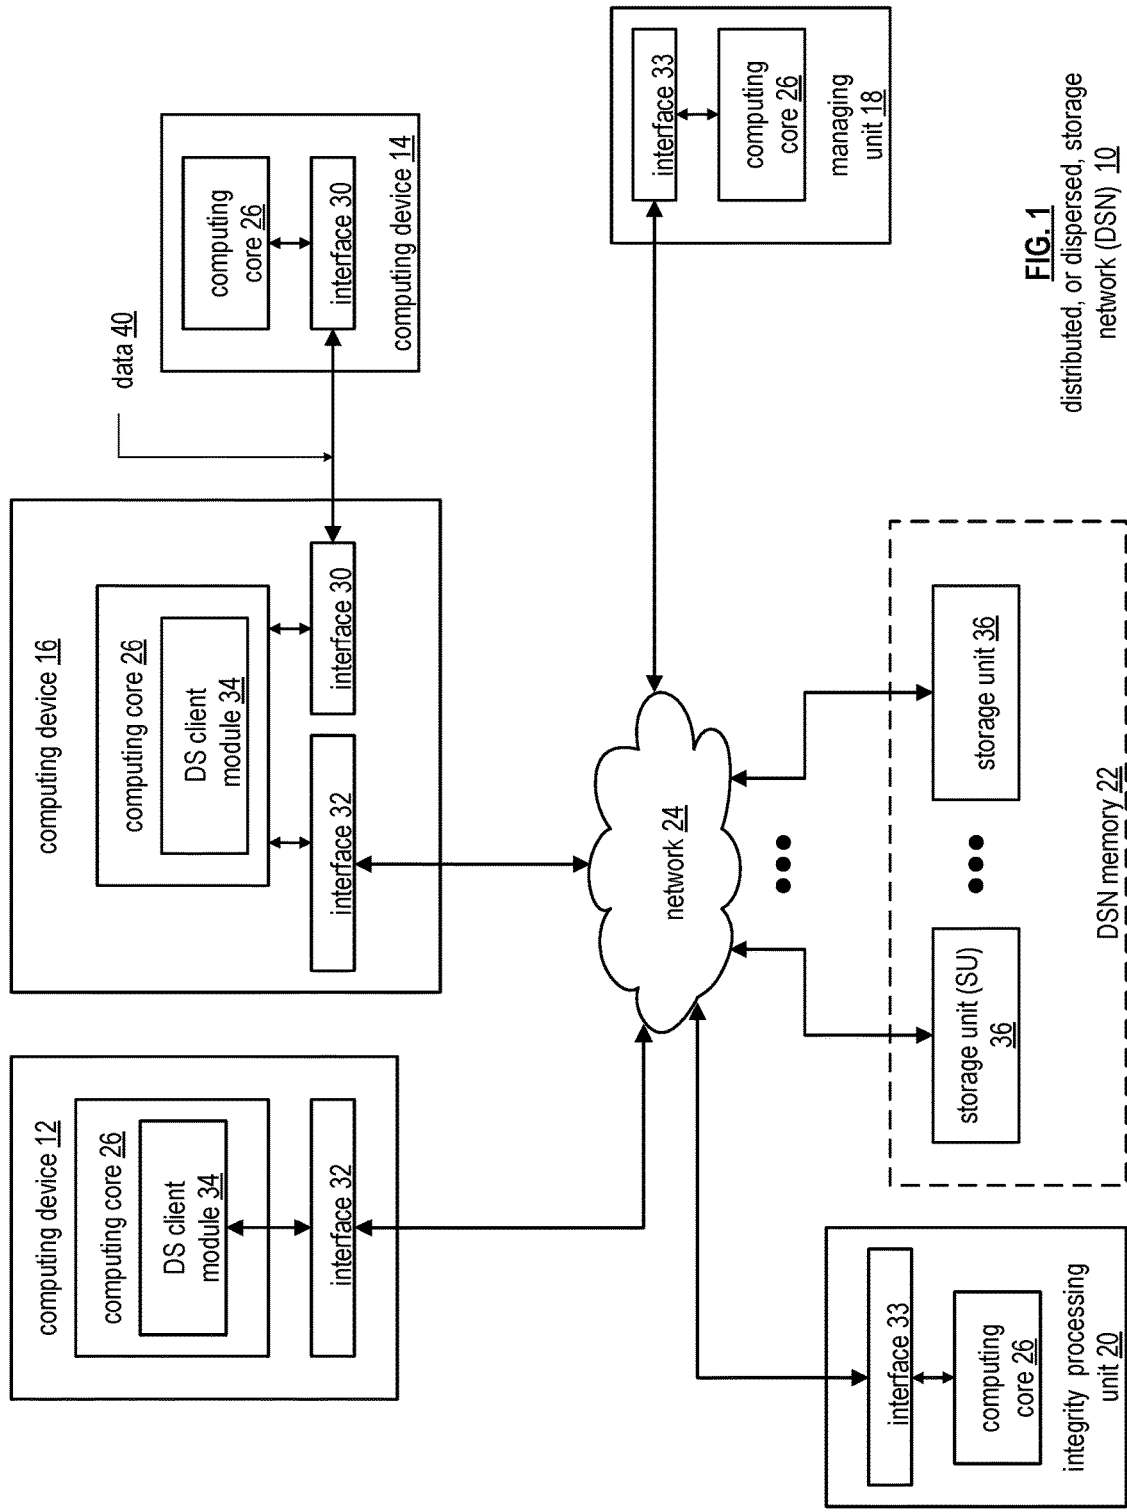 computing device 12
computing core 26
DS client
module 34
interface 32
computing device 16
computing core 26
DS client
module 34
interface 32
interface 30
data 40
computing
core 26
interface 30
computing device 14
network 24
interface 33
computing
core 26
managing
unit 18
interface 33
computing
core 26
integrity processing
unit 20
storage unit (SU)
36
storage unit 36
DSN memory 22
FIG. 1
distributed, or dispersed, storage
network (DSN) 10